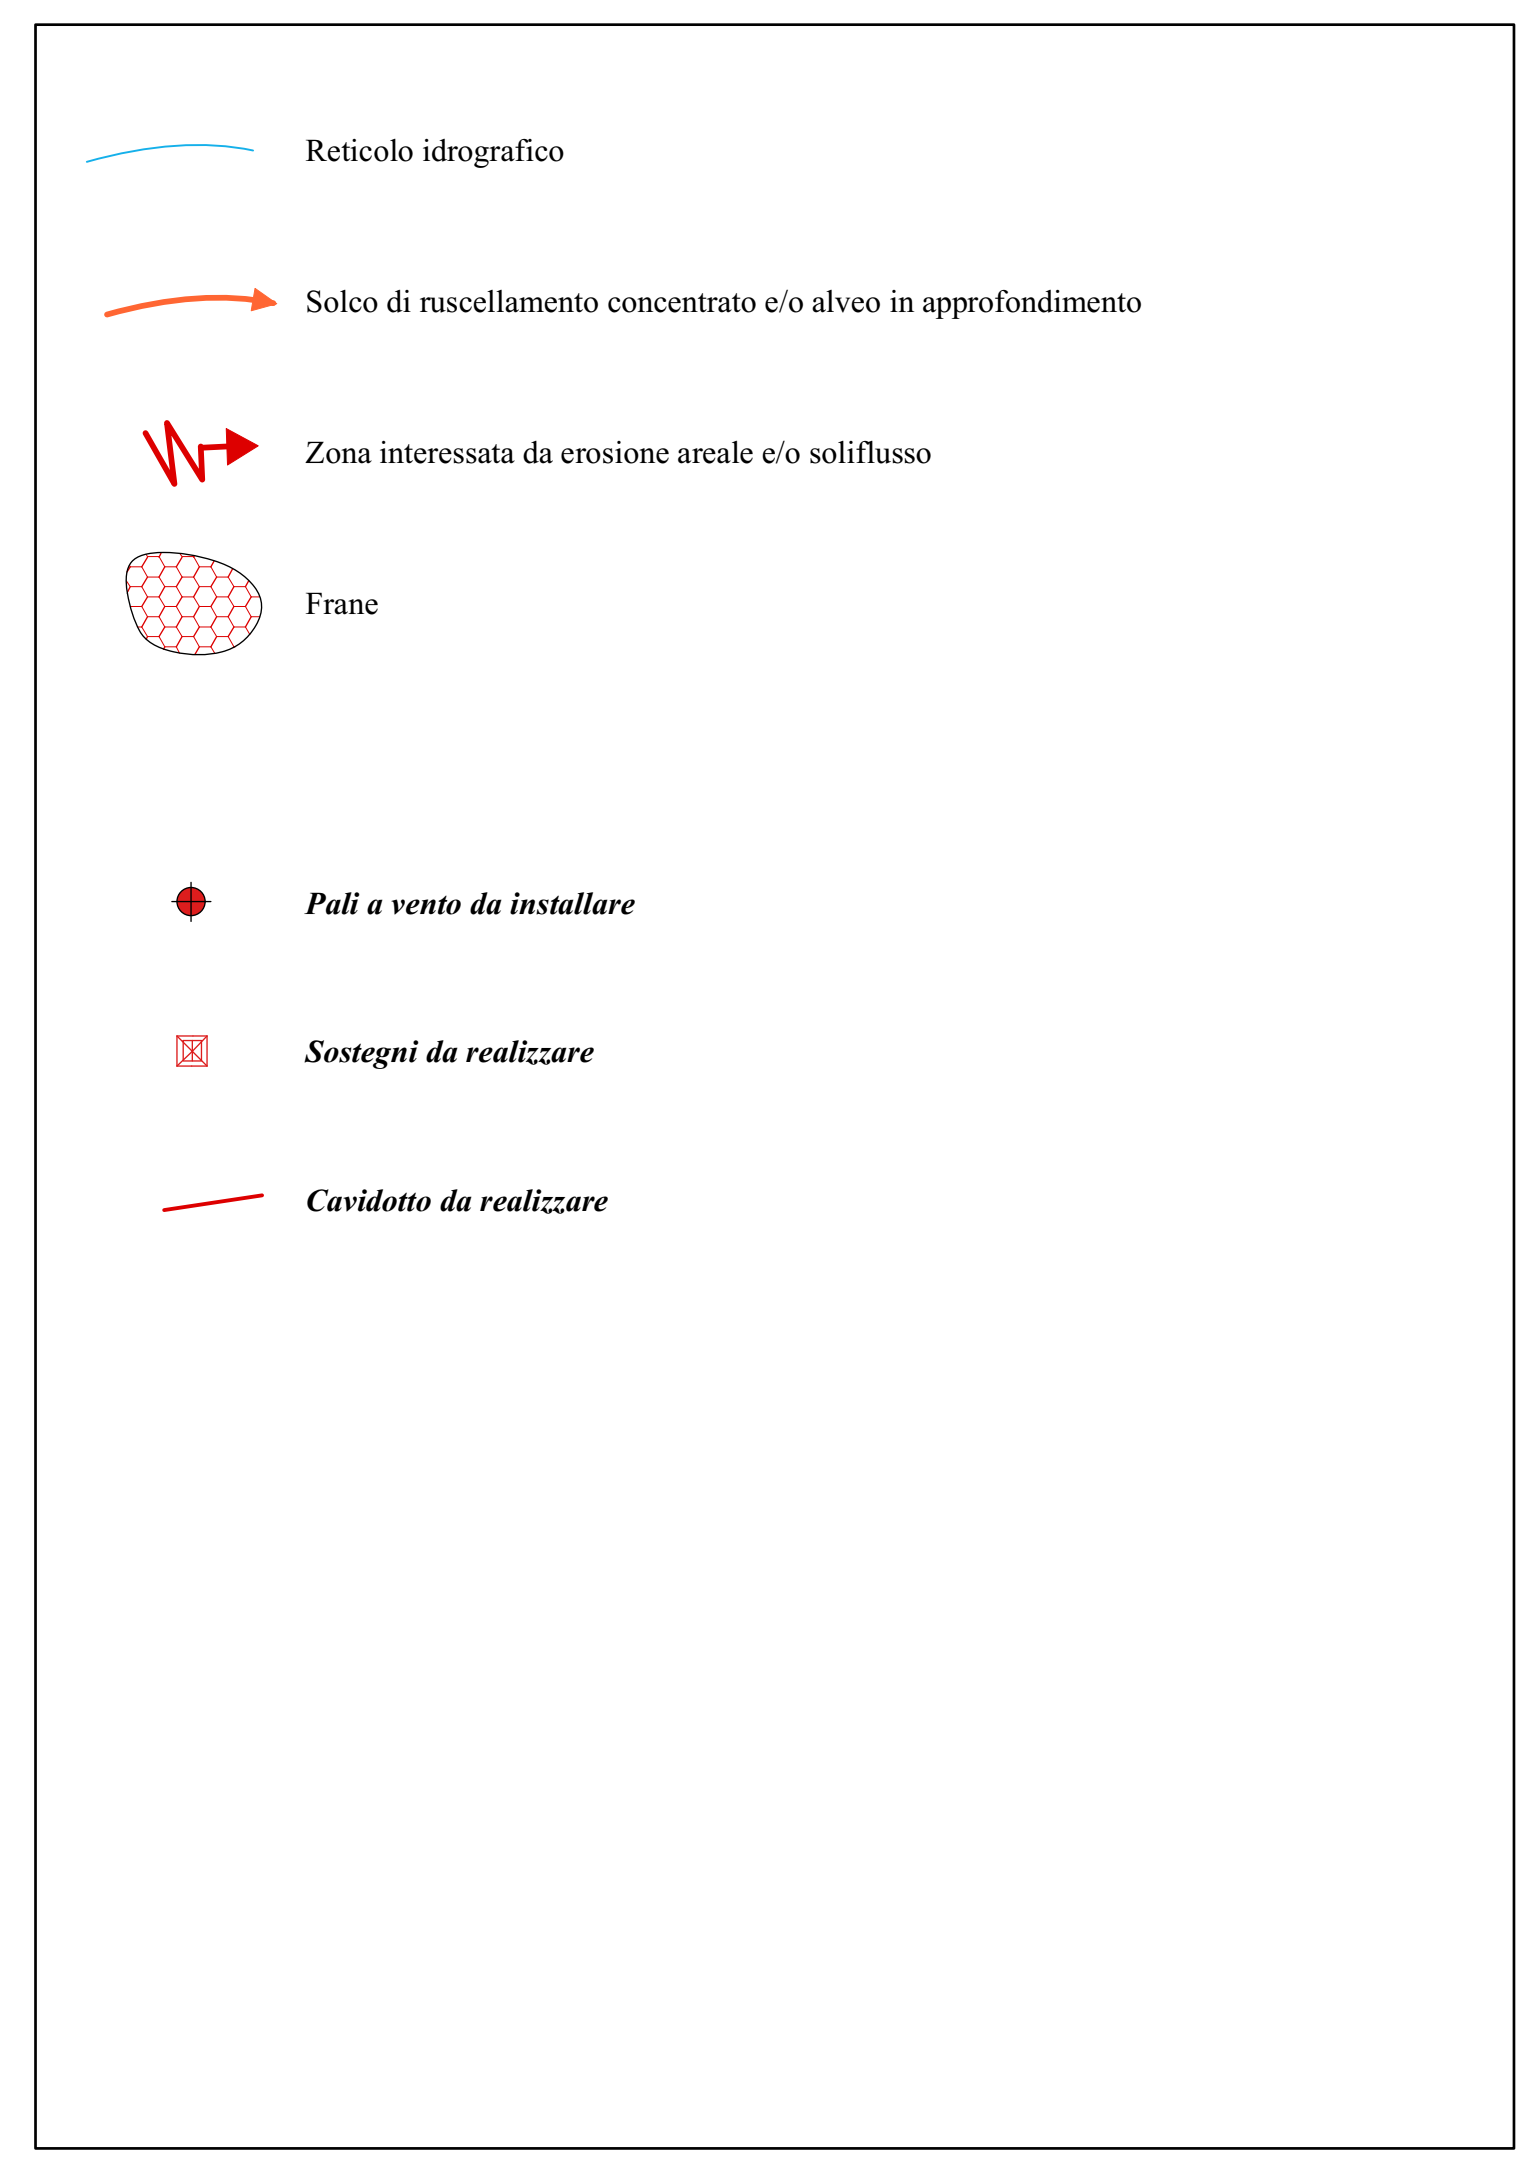 Reticolo idrografico
Solco di ruscellamento concentrato e/o alveo in approfondimento
Zona interessata da erosione areale e/o soliflusso
Frane
Pali a vento da installare
Sostegni da realizzare
Cavidotto da realizzare